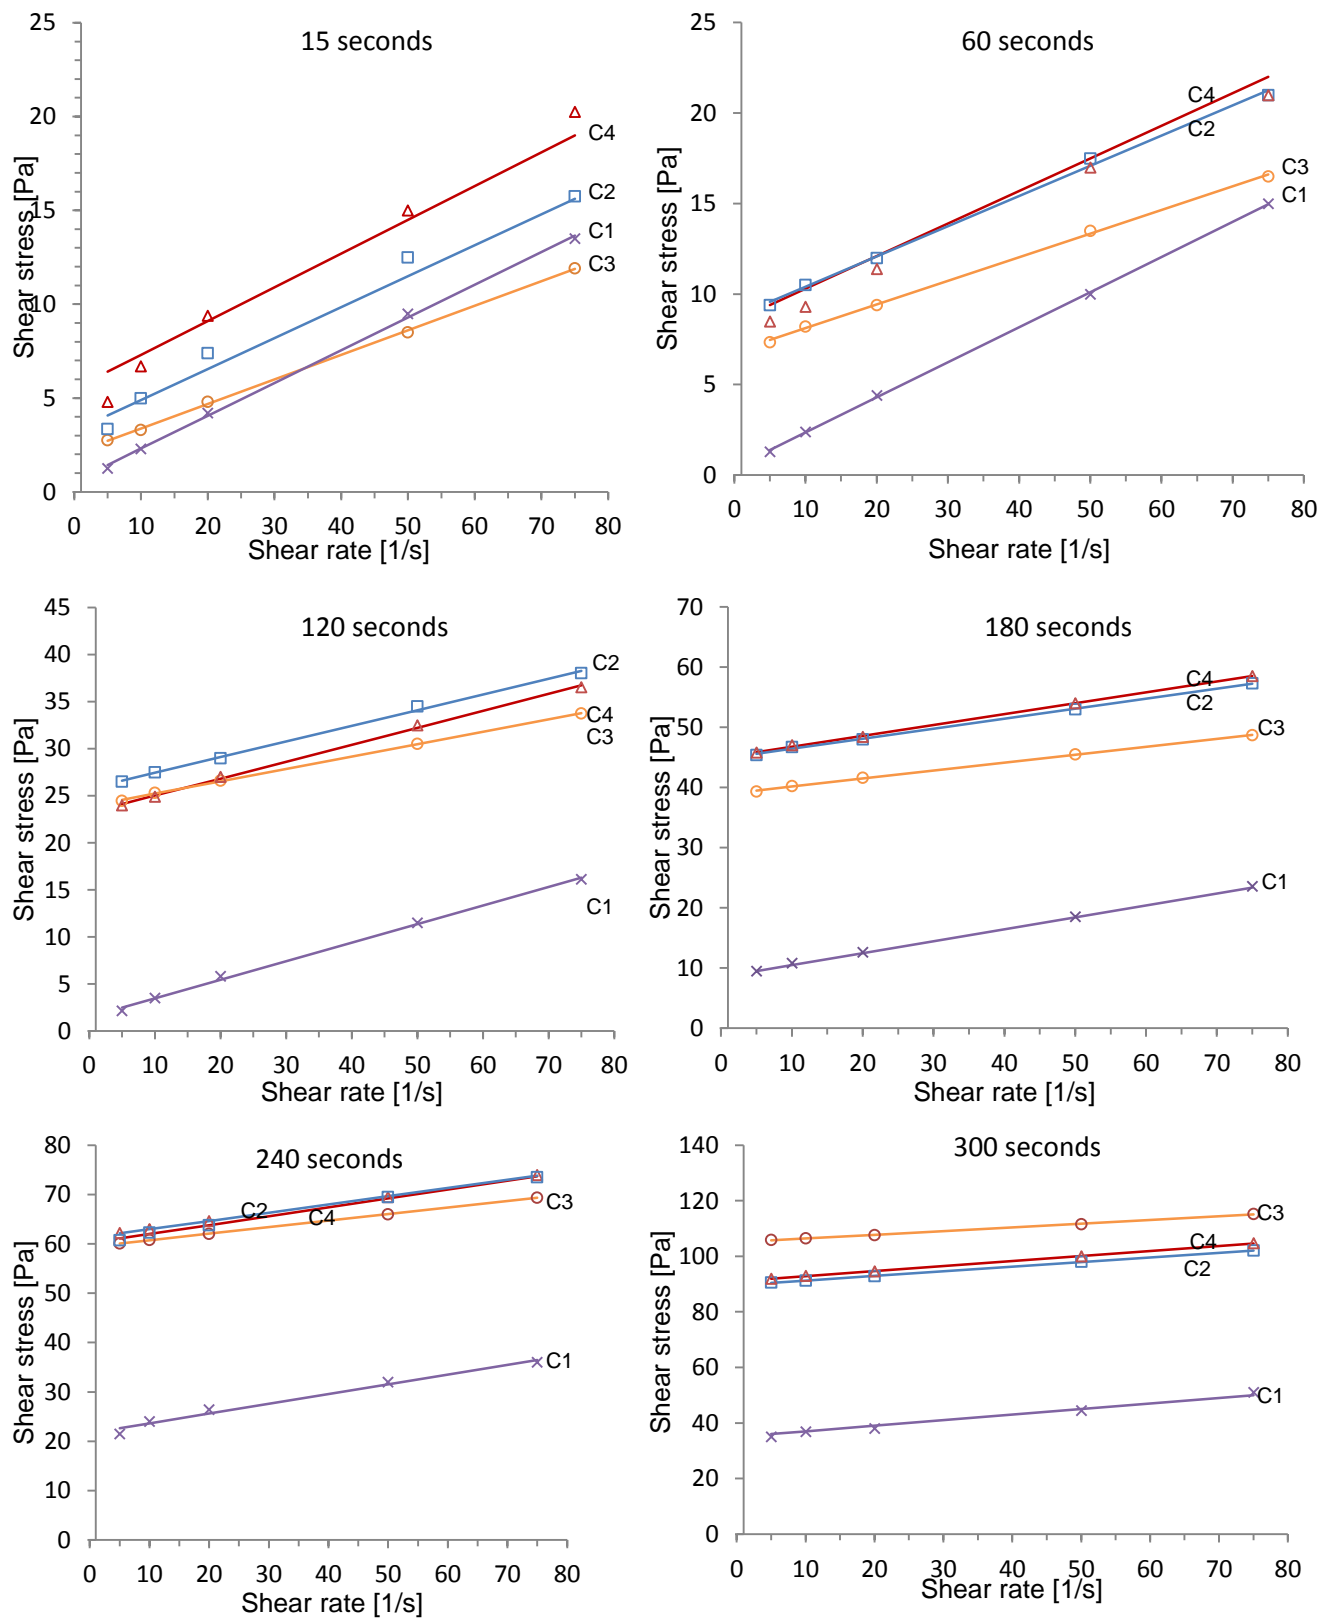 15 seconds
25
20
15
10
5
0
Shear stress [Pa]
C4
C2
C1
C3
0 10 20 30 40 50 60 70 80
Shear rate [1/s]
60 seconds
25
20
15
10
5
0
Shear stress [Pa]
C4
C2
C3
C1
0 10 20 30 40 50 60 70 80
Shear rate [1/s]
120 seconds
45
40
35
30
25
20
15
10
5
0
Shear stress [Pa]
C2
C4
C3
C1
0 10 20 30 40 50 60 70 80
Shear rate [1/s]
180 seconds
70
60
50
40
30
20
10
0
Shear stress [Pa]
C4
C2
C3
C1
0 10 20 30 40 50 60 70 80
Shear rate [1/s]
240 seconds
80
70
60
50
40
30
20
10
0
Shear stress [Pa]
C2
C4
C3
C1
0 10 20 30 40 50 60 70 80
Shear rate [1/s]
300 seconds
140
120
100
80
60
40
20
0
Shear stress [Pa]
C3
C4
C2
C1
0 10 20 30 40 50 60 70 80
Shear rate [1/s]